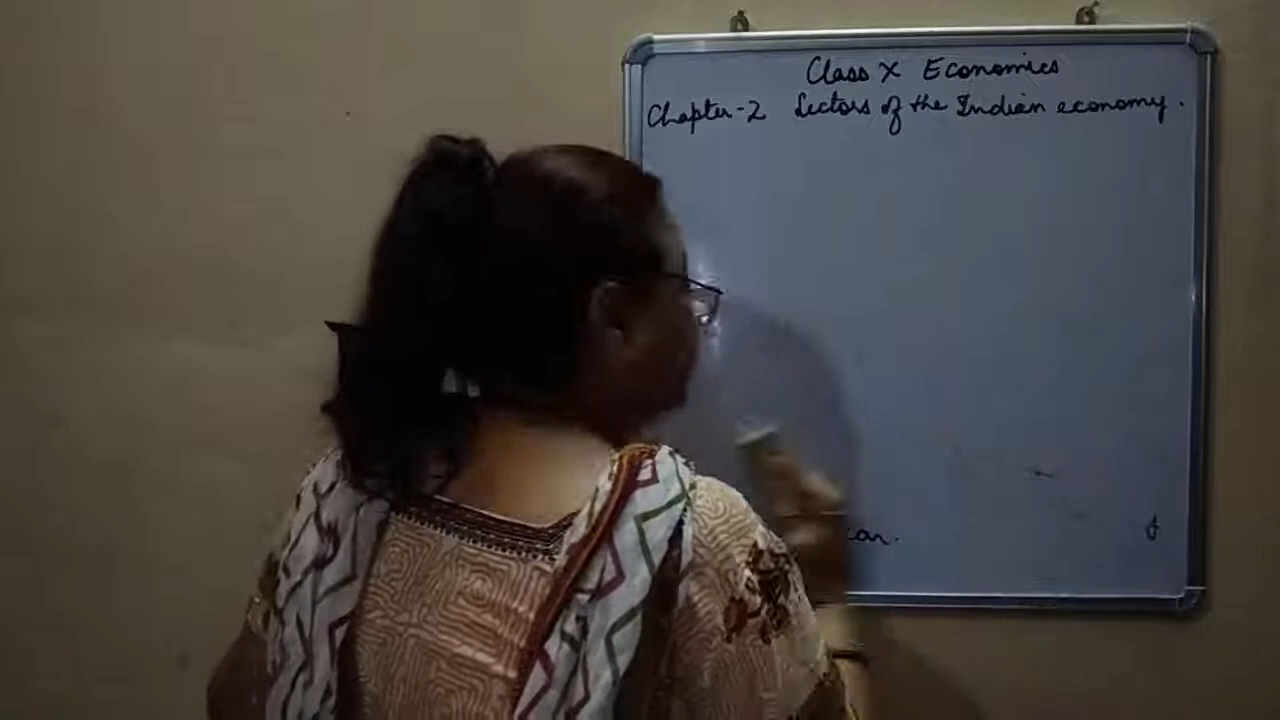 Class X Economics
Chapter-2 Sectors of the Indian economy.